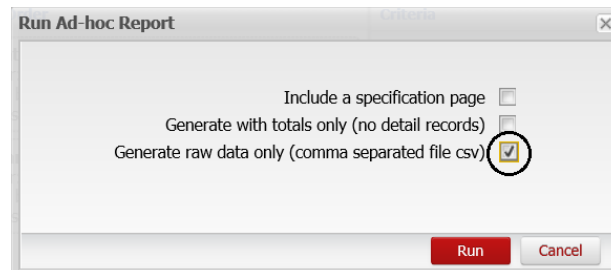 Criteria
Run Ad-hoc Report
Include a specification page
Generate with totals only (no detail records)
Generate raw data only (comma separated file csv)
Run Cancel